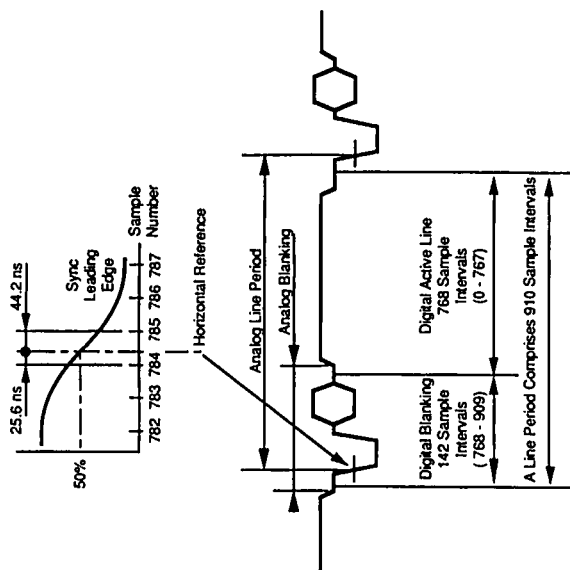 25.6 ns
44.2 ns
50%
Sync
Leading
Edge
782
783
784
785
786
787
Sample
Number
Horizontal Reference
Analog Line Period
Analog Blanking
Digital Blanking
142 Sample
Intervals
(768 - 909)
Digital Active Line
768 Sample
Intervals
(0 - 767)
A Line Period Comprises 910 Sample Intervals